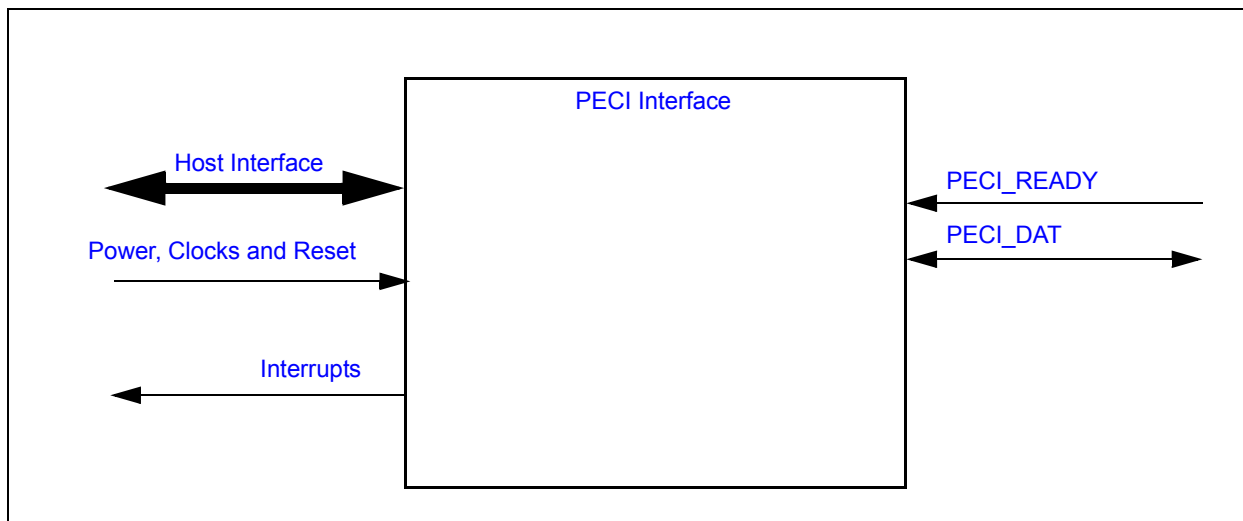 PECI Interface
Host Interface
PECI_READY
Power, Clocks and Reset
PECI_DAT
Interrupts